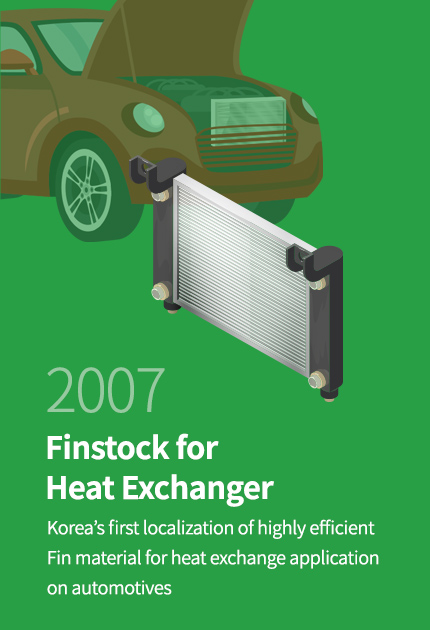 2007
Finstock for
Heat Exchanger
Korea’s first localization of highly efficient
Fin material for heat exchange application
on automotives